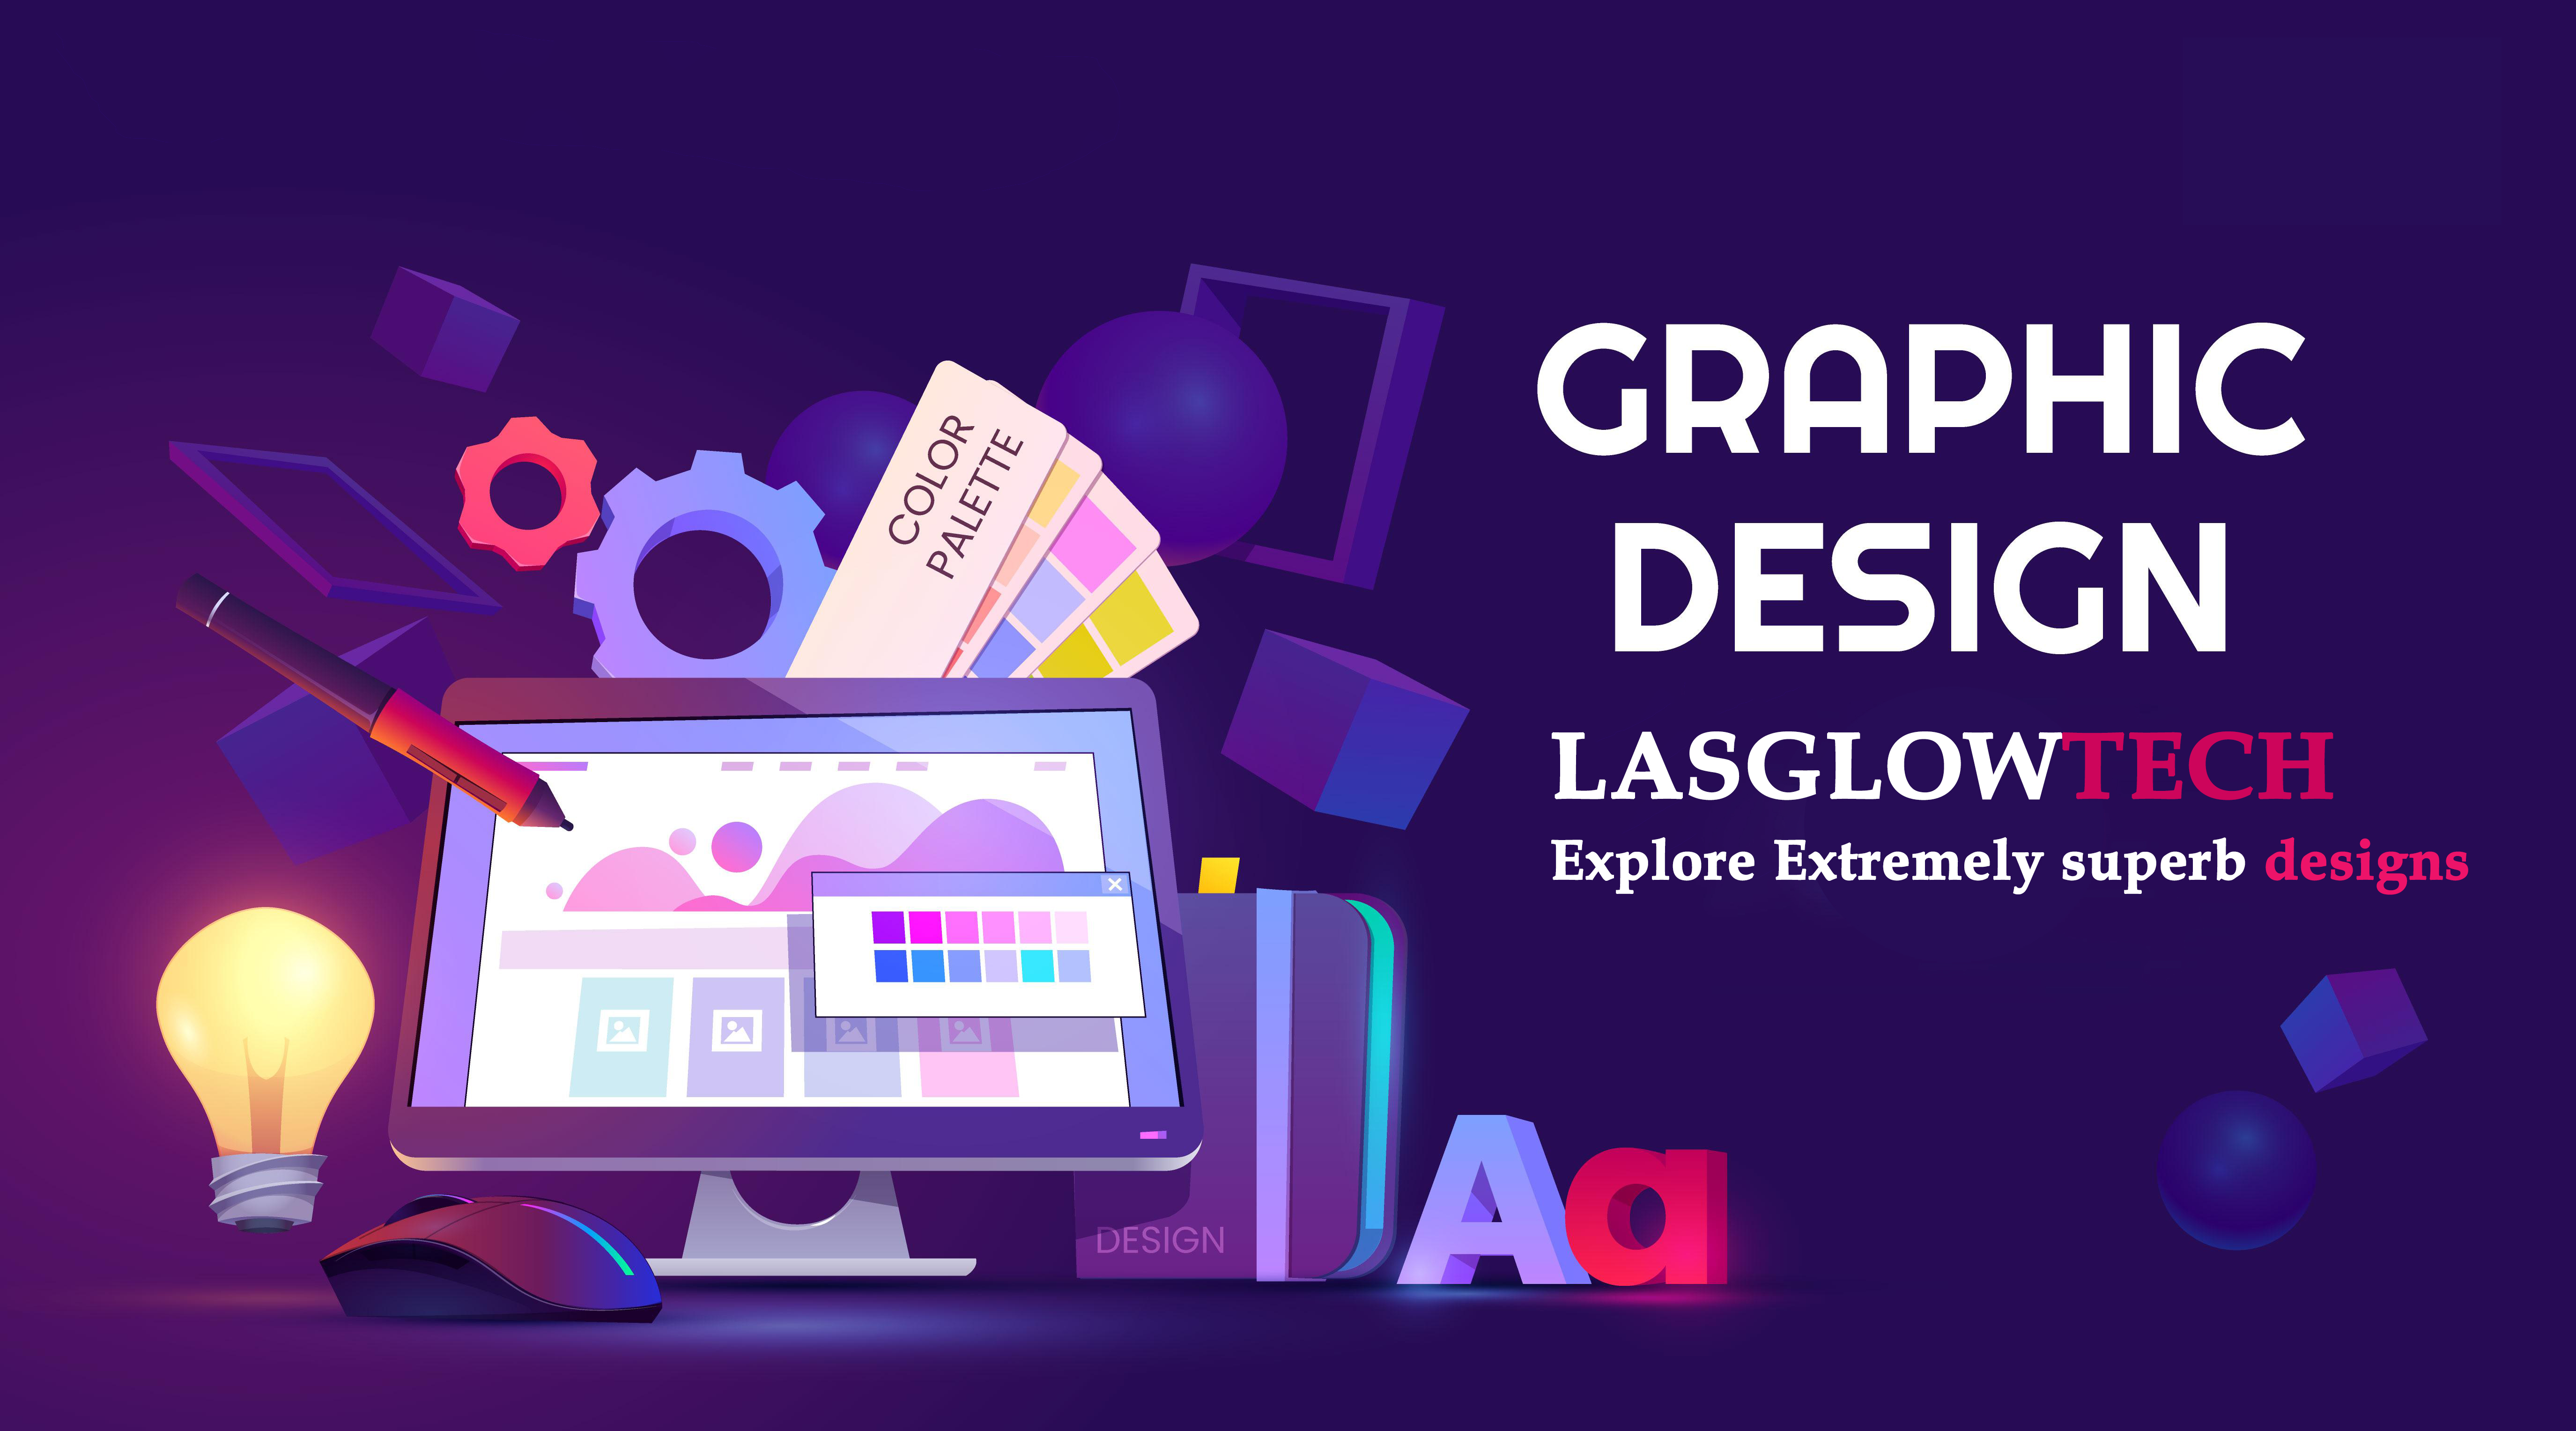 COLOR
PALETTE
GRAPHIC
DESIGN
LASGLOWTECH
Explore Extremely superb designs
DESIGN
Aa